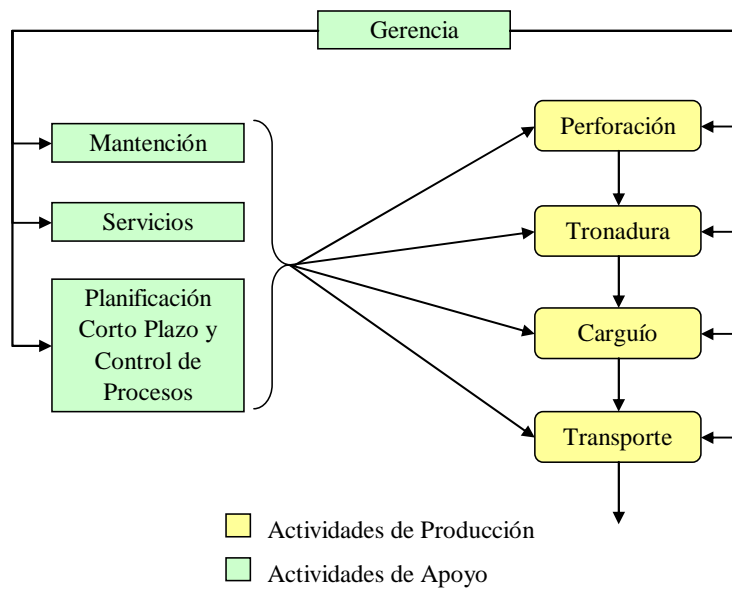 Gerencia
Mantención
Servicios
Planificación
Corto Plazo y
Control de
Procesos
Perforación
Tronadura
Carguío
Transporte
Actividades de Producción
Actividades de Apoyo